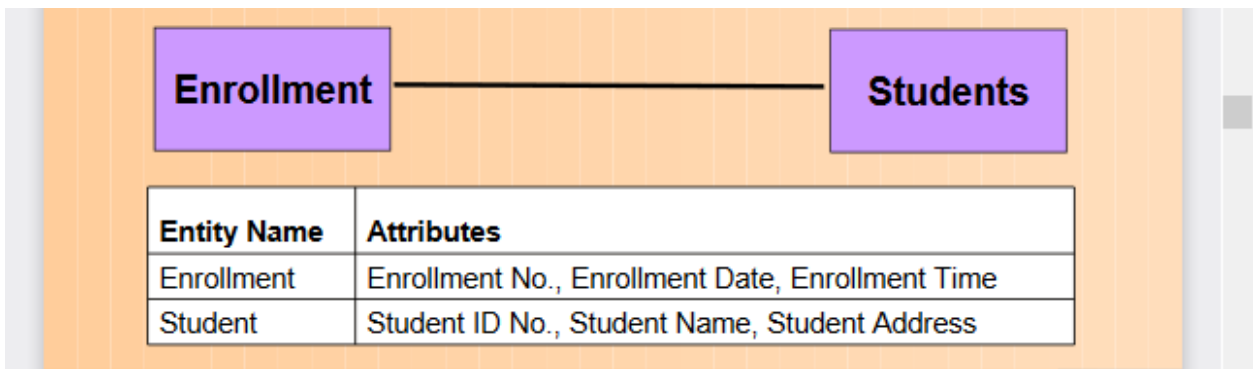 Enrollment Students
Entity Name Attributes
Enrollment Enrollment No., Enrollment Date, Enrollment Time
Student Student ID No., Student Name, Student Address